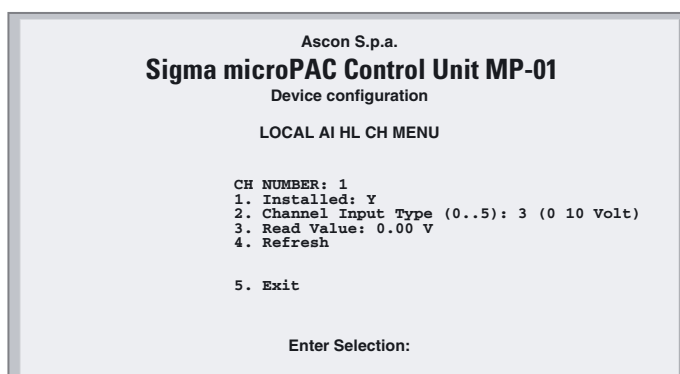 Ascon S.p.a.
Sigma microPAC Control Unit MP-01
Device configuration
LOCAL AI HL CH MENU
CH NUMBER: 1
1. Installed: Y
2. Channel Input Type (0..5): 3 (0 10 Volt)
3. Read Value: 0.00 V
4. Refresh
5. Exit
Enter Selection: